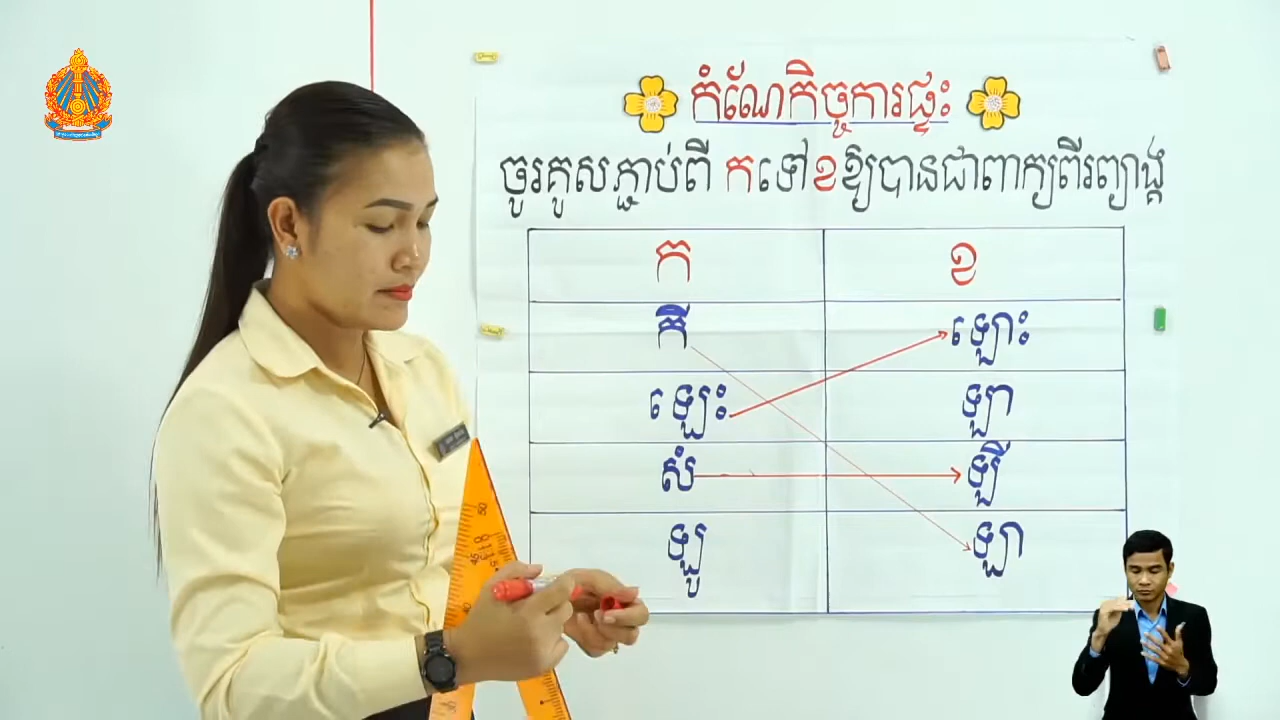 កំណែកិច្ចការផ្ទះ
ចូរគូសភ្ជាប់ពី កទៅខឱ្យបានជាពាក្យពីរព្យាង្គ
ក ខ
កី ឡោះ
ឡេះ ឡា
សំ ឡី
ឡូ ឡា